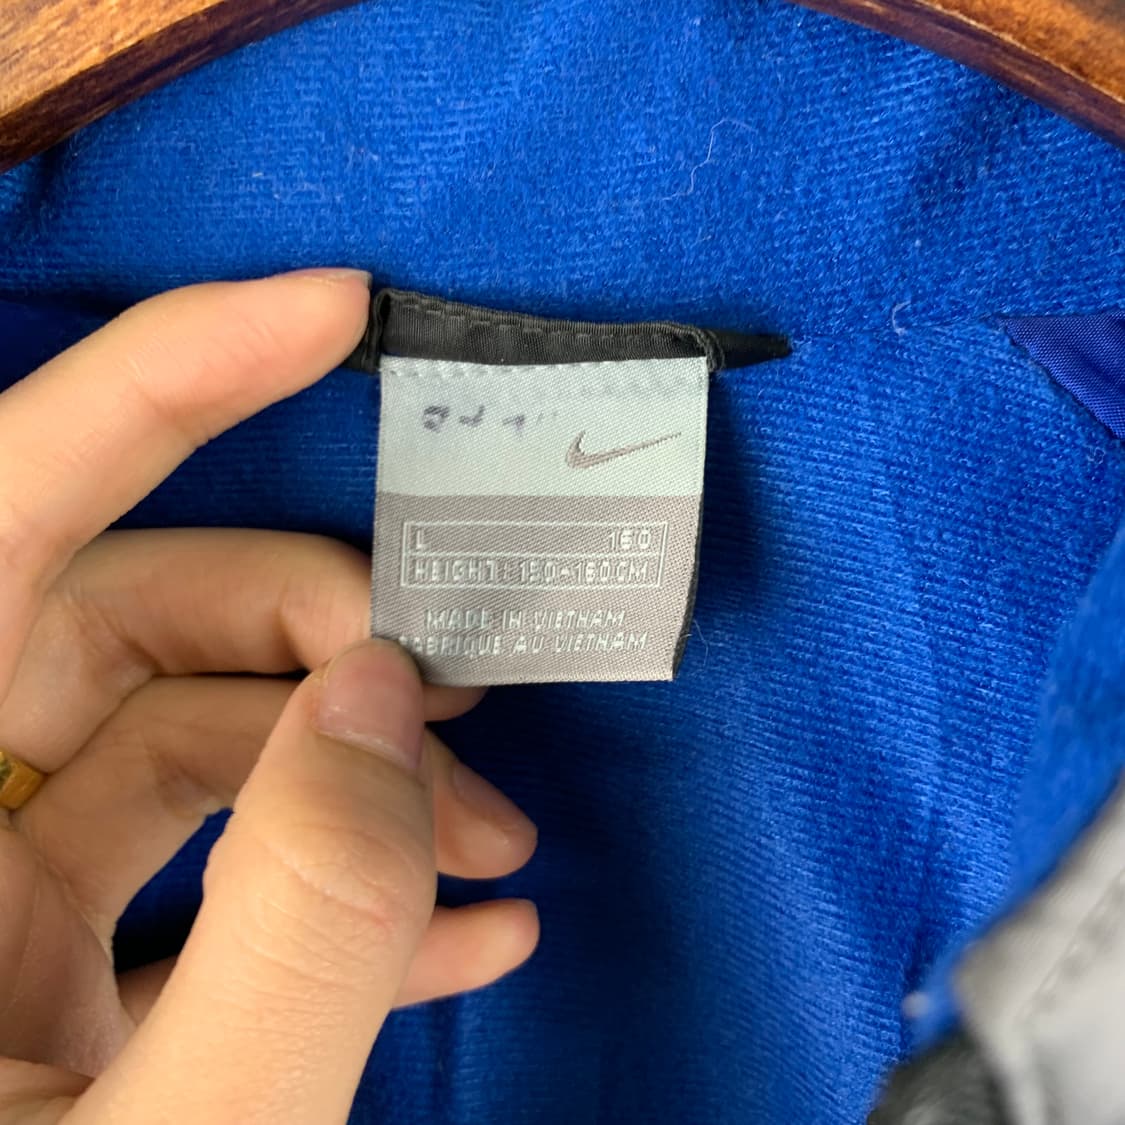 L 160
HEIGHT : 150-160CM
MADE IN VIETNAM
FABRIQUE AU VIETNAM